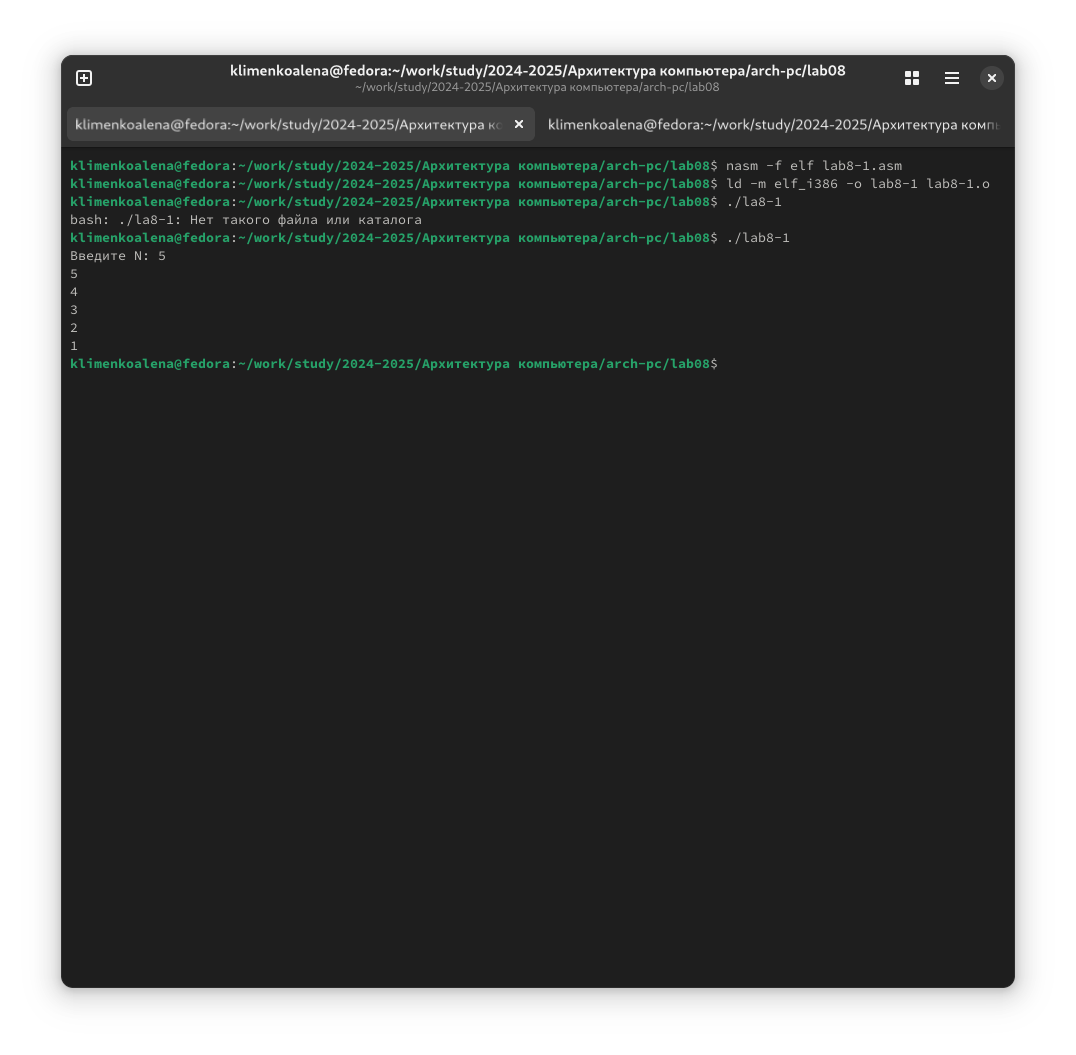 klimenkoalena@fedora:~/work/study/2024-2025/Архитектура компьютера/arch-pc/lab08
~/work/study/2024-2025/Архитектура компьютера/arch-pc/lab08
klimenkoalena@fedora:~/work/study/2024-2025/Архитектура ко
klimenkoalena@fedora:~/work/study/2024-2025/Архитектура комп
klimenkoalena@fedora:~/work/study/2024-2025/Архитектура компьютера/arch-pc/lab08$ nasm -f elf lab8-1.asm
klimenkoalena@fedora:~/work/study/2024-2025/Архитектура компьютера/arch-pc/lab08$ ld -m elf_i386 -o lab8-1 lab8-1.o
klimenkoalena@fedora:~/work/study/2024-2025/Архитектура компьютера/arch-pc/lab08$ ./la8-1
bash: ./la8-1: Нет такого файла или каталога
klimenkoalena@fedora:~/work/study/2024-2025/Архитектура компьютера/arch-pc/lab08$ ./lab8-1
Введите N: 5
5
4
3
2
1
klimenkoalena@fedora:~/work/study/2024-2025/Архитектура компьютера/arch-pc/lab08$